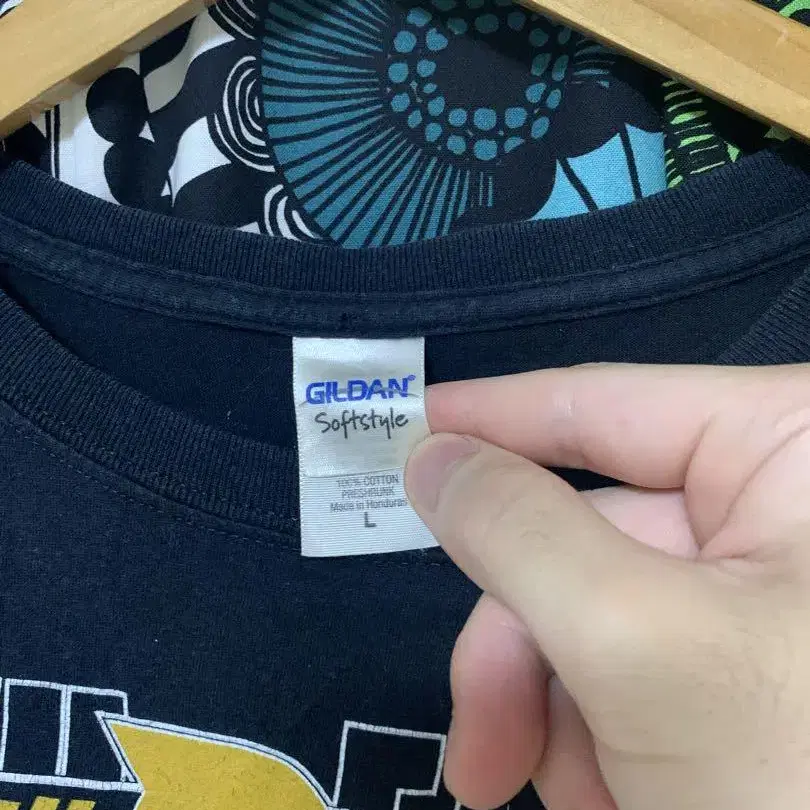 GILDAN®
Softstyle
100% COTTON
PRESHRUNK
Made in Honduras
L